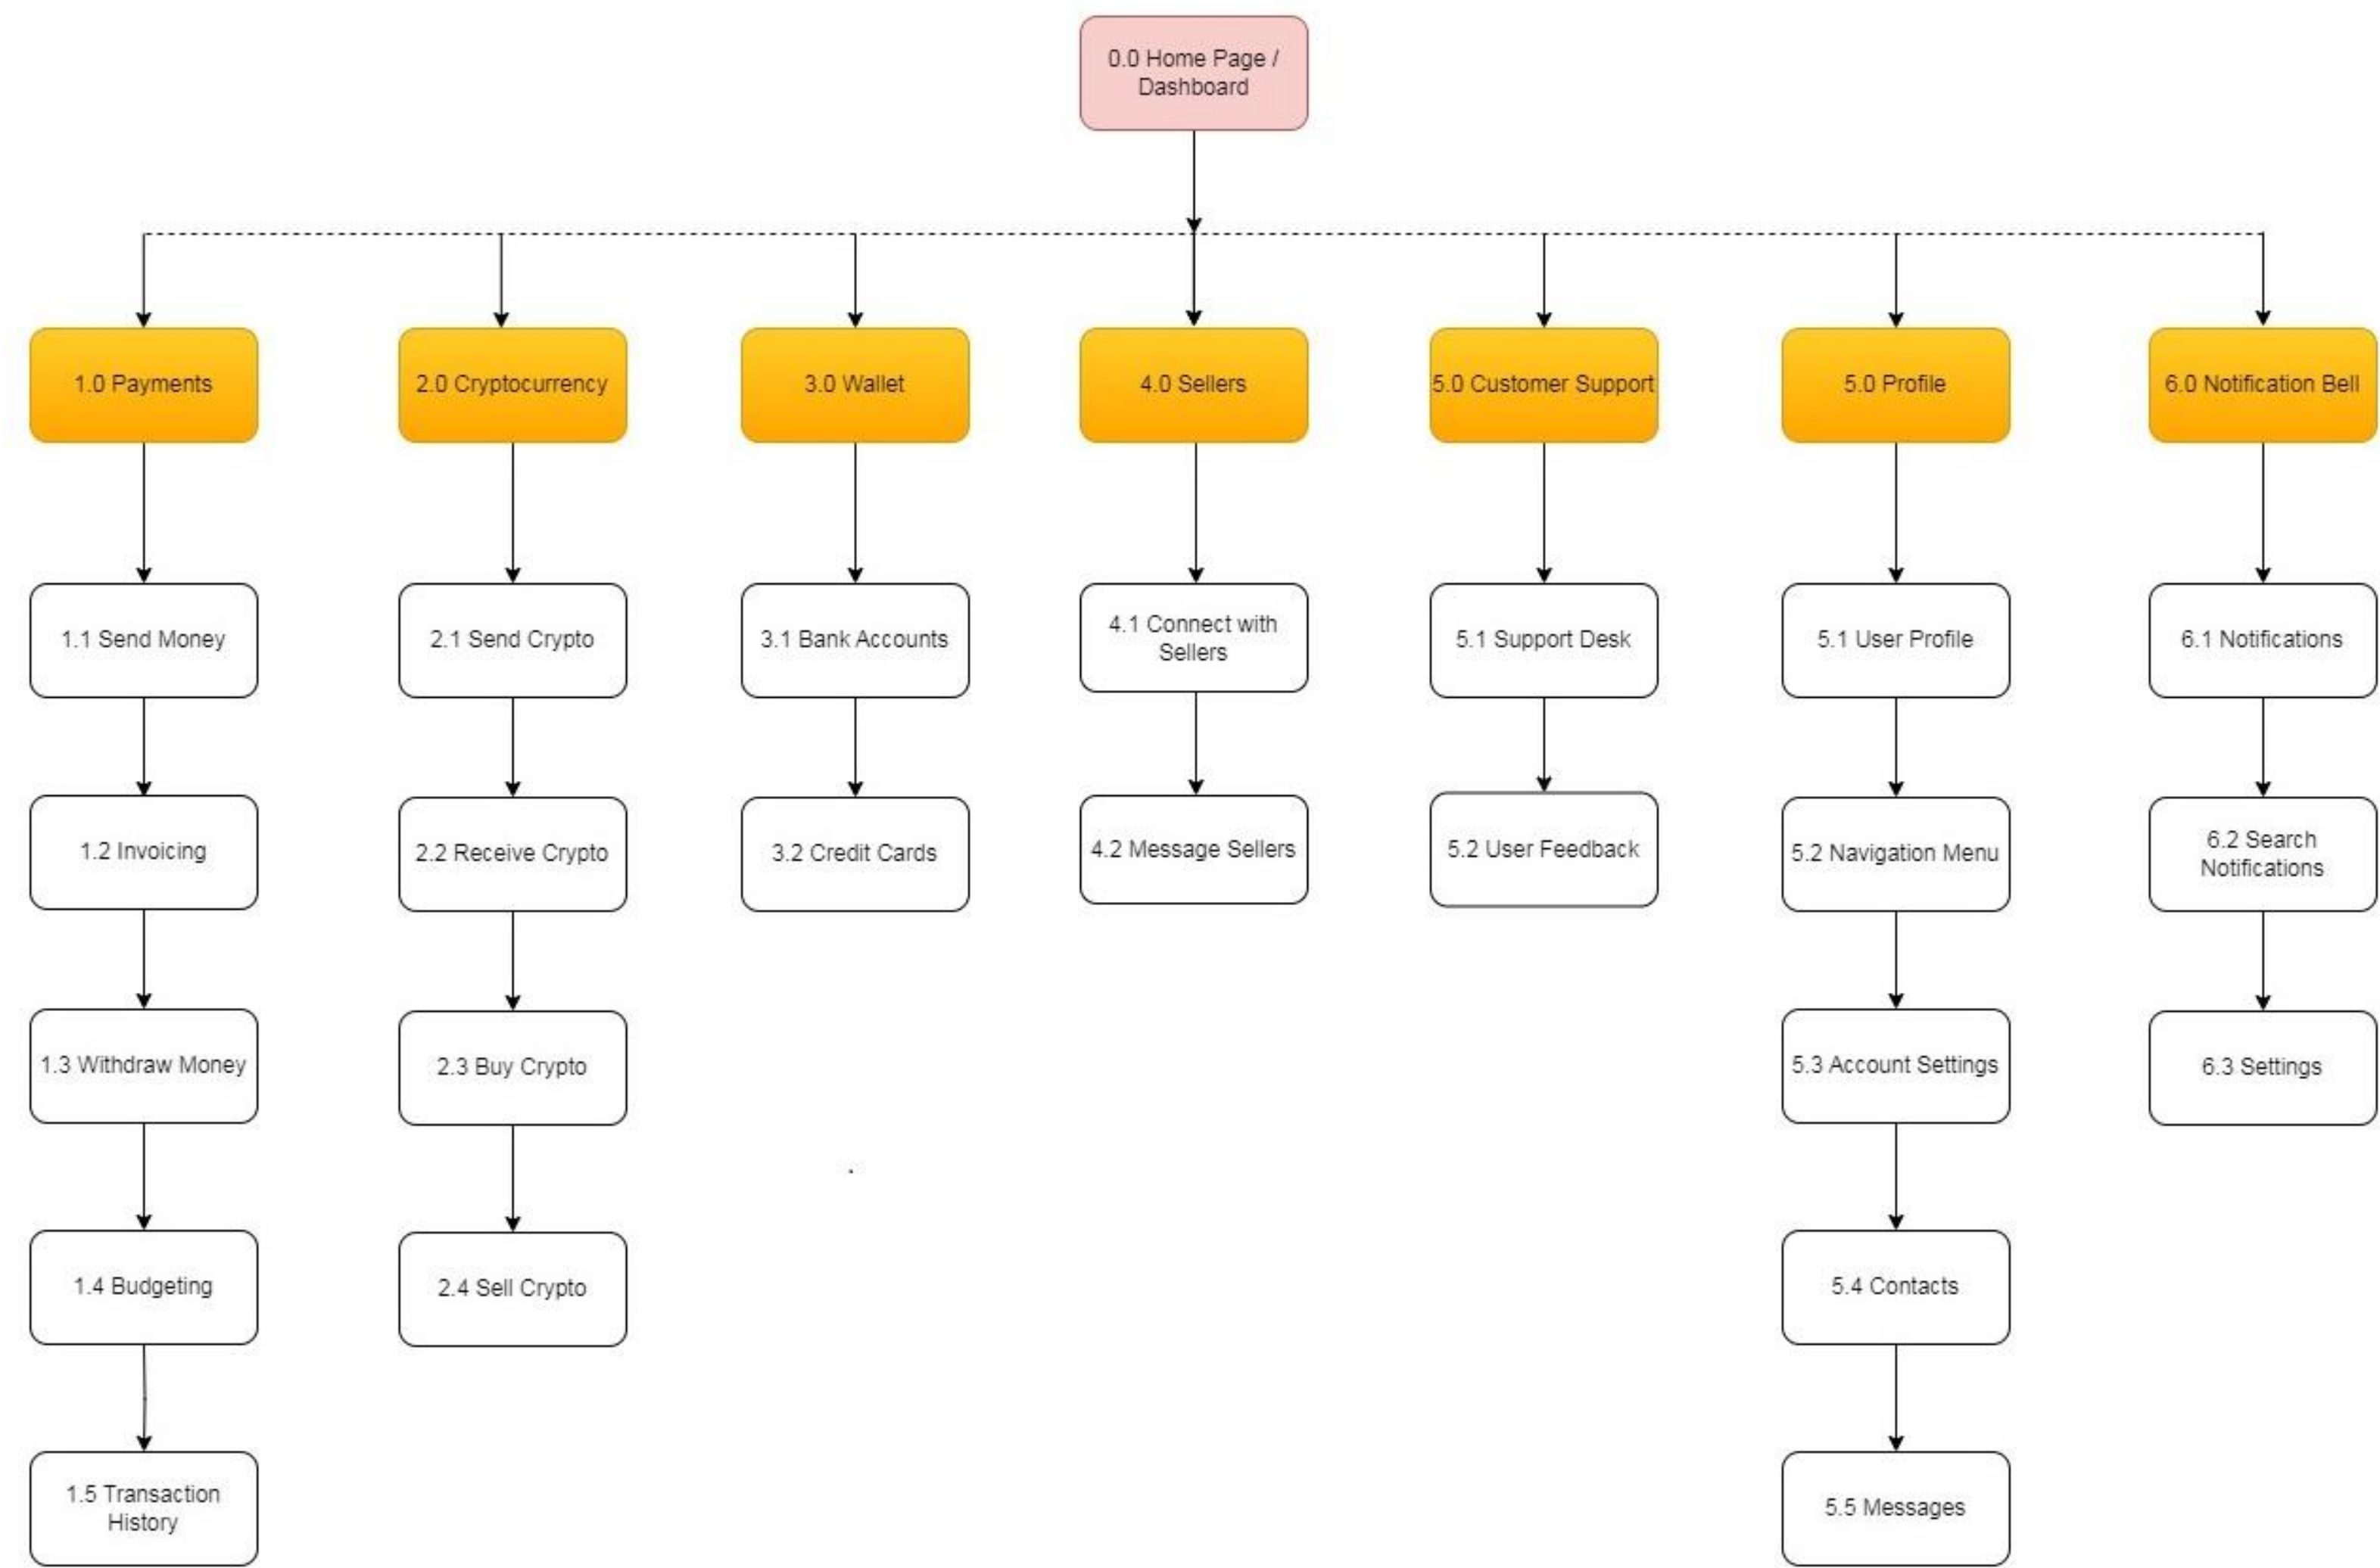 0.0 Home Page /
Dashboard
1.0 Payments
2.0 Cryptocurrency
3.0 Wallet
4.0 Sellers
5.0 Customer Support
5.0 Profile
6.0 Notification Bell
1.1 Send Money
2.1 Send Crypto
3.1 Bank Accounts
4.1 Connect with
Sellers
5.1 Support Desk
5.1 User Profile
6.1 Notifications
1.2 Invoicing
2.2 Receive Crypto
3.2 Credit Cards
4.2 Message Sellers
5.2 User Feedback
5.2 Navigation Menu
6.2 Search
Notifications
1.3 Withdraw Money
2.3 Buy Crypto
5.3 Account Settings
6.3 Settings
1.4 Budgeting
2.4 Sell Crypto
5.4 Contacts
1.5 Transaction
History
5.5 Messages